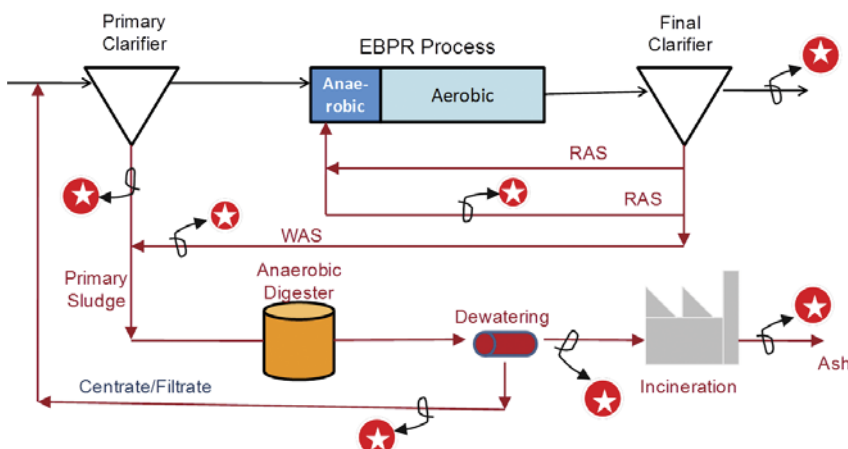 Primary
Clarifier
EBPR Process
Final
Clarifier
Anae-
robic
Aerobic
RAS
RAS
WAS
Primary
Sludge
Anaerobic
Digester
Dewatering
Incineration
Ash
Centrate/Filtrate